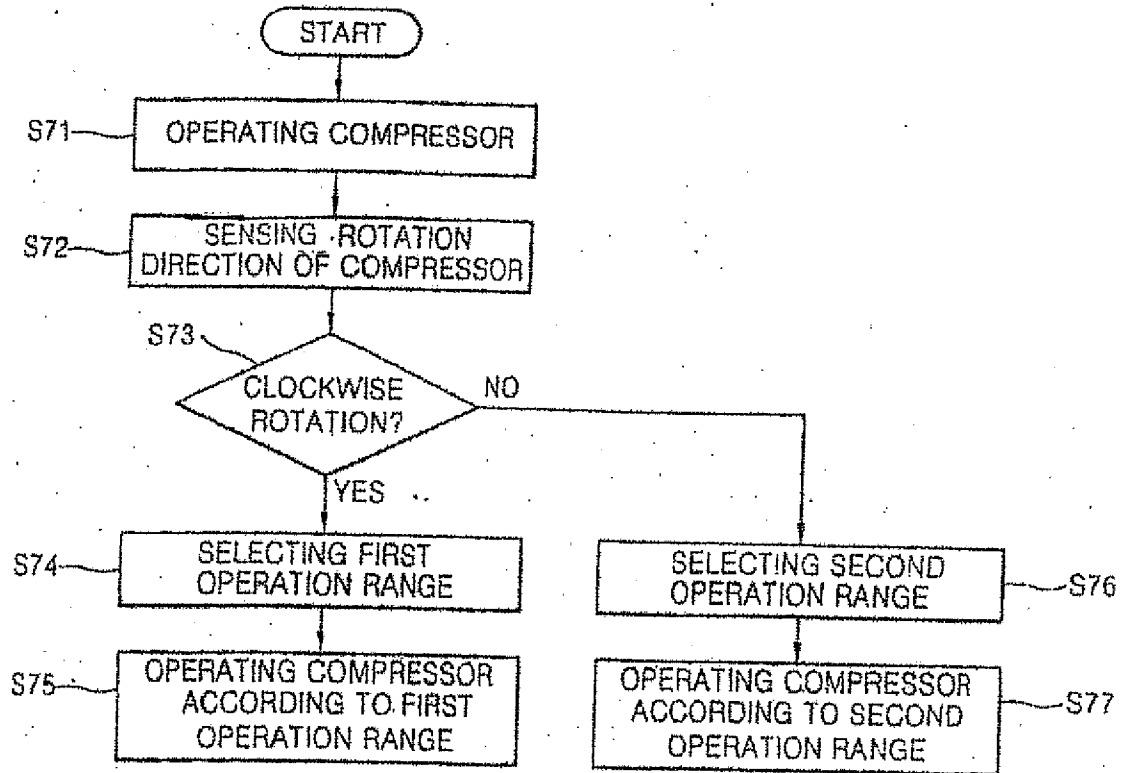 START
S71
OPERATING COMPRESSOR
S72
SENSING ROTATION
DIRECTION OF COMPRESSOR
S73
CLOCKWISE
ROTATION?
NO
YES
S74
SELECTING FIRST
OPERATION RANGE
SELECTING SECOND
OPERATION RANGE
S76
S75
OPERATING COMPRESSOR
ACCORDING TO FIRST
OPERATION RANGE
OPERATING COMPRESSOR
ACCORDING TO SECOND
OPERATION RANGE
S77